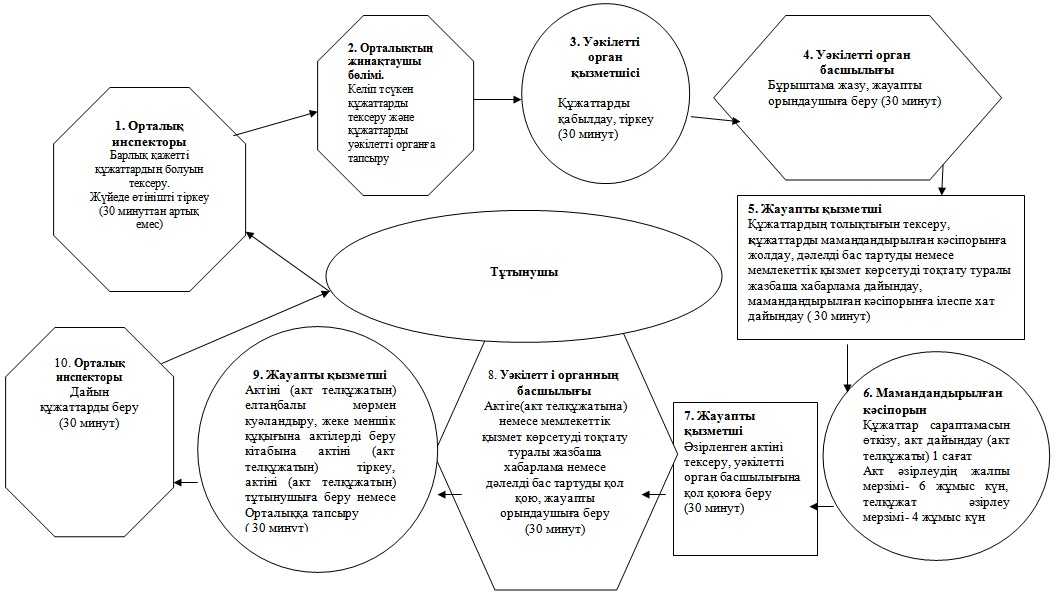 1. Орталық
инспекторы
Барлық қажетті
құжаттардың болуын
тексеру.
Жүйеде өтінішті тіркеу
(30 минуттан артық
емес)
2. Орталықтың
жинақтаушы
бөлімі.
Келіп тсүкен
құжаттарды
тексеру және
құжаттарды
уәкілетті органға
тапсыру
3. Уәкілетті
орган
қызметшісі
Құжаттарды
қабылдау, тіркеу
(30 минут)
4. Уәкілетті орган
басшылығы
Бұрыштама жазу, жауапты
орындаушыға беру (30 минут)
5. Жауапты қызметші
Құжаттардың толықтығын тексеру,
құжаттарды мамандандырылған кәсіпорынға
жолдау, дәлелді бас тартуды немесе
мемлекеттік қызмет көрсетуді тоқтату туралы
жазбаша хабарлама дайындау,
мамандандырылған кәсіпорынға ілеспе хат
дайындау ( 30 минут)
Тұтынушы
6. Мамандандырылған
кәсіпорын
Құжаттар сараптамасын
өткізу, акт дайындау (акт
телқұжаты) 1 сағат
Акт әзірлеудің жалпы
мерзімі- 6 жұмыс күн,
телқұжат әзірлеу
мерзімі- 4 жұмыс күн
7. Жауапты
қызметші
Әзірленген актіні
тексеру, уәкілетті
орган басшылығына
қол қоюға беру
(30 минут)
8. Уәкілетт і органның
басшылығы
Актіге(акт телқұжатына)
немесе мемлекеттік
қызмет көрсетуді тоқтату
туралы жазбаша
хабарлама немесе
дәлелді бас тартуды қол
қою, жауапты
орындаушыға беру
(30 минут)
9. Жауапты қызметші
Актіні (акт телқұжатын)
елтаңбалы мөрмен
куәландыру, жеке меншік
құқығына актілерді беру
кітабына актіні (акт
телқұжатын) тіркеу,
актіні (акт телқұжатын)
тұтынушыға беру немесе
Орталыққа тапсыру
( 30 минут)
10. Орталық
инспекторы
Дайын
құжаттарды беру
(30 минут)